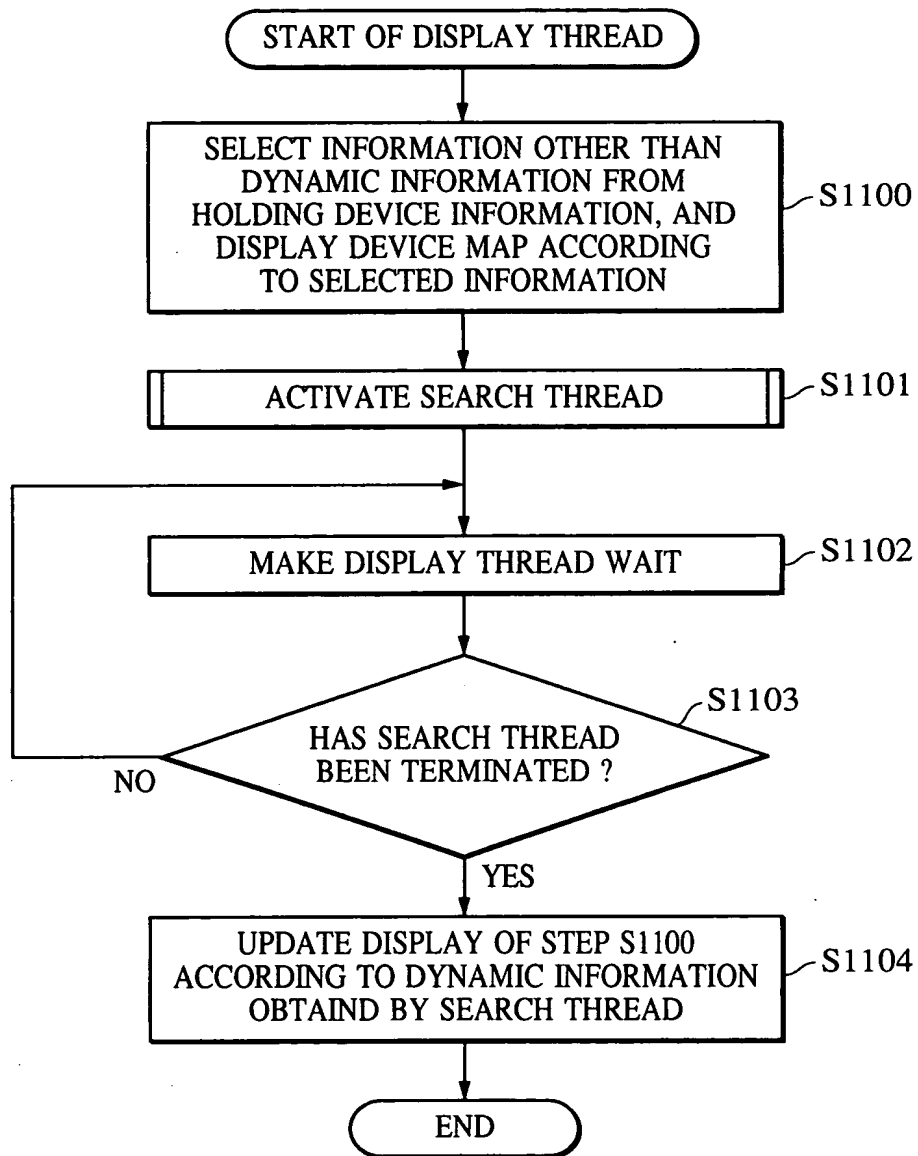 START OF DISPLAY THREAD
SELECT INFORMATION OTHER THAN
DYNAMIC INFORMATION FROM
HOLDING DEVICE INFORMATION, AND
DISPLAY DEVICE MAP ACCORDING
TO SELECTED INFORMATION
S1100
ACTIVATE SEARCH THREAD
S1101
MAKE DISPLAY THREAD WAIT
S1102
HAS SEARCH THREAD
BEEN TERMINATED ?
S1103
NO
YES
UPDATE DISPLAY OF STEP S1100
ACCORDING TO DYNAMIC INFORMATION
OBTAIND BY SEARCH THREAD
S1104
END